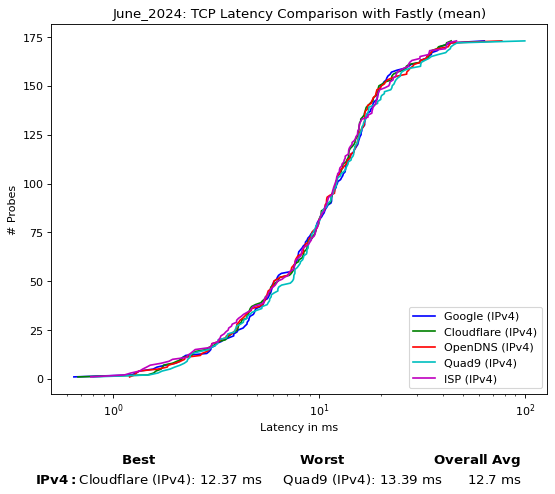 June_2024: TCP Latency Comparison with Fastly (mean)
175
150
125
100
75
50
25
0
# Probes
Google (IPv4)
Cloudflare (IPv4)
OpenDNS (IPv4)
Quad9 (IPv4)
ISP (IPv4)
10⁰
10¹
10²
Latency in ms
Best Worst Overall Avg
IPv4: Cloudflare (IPv4): 12.37 ms Quad9 (IPv4): 13.39 ms 12.7 ms